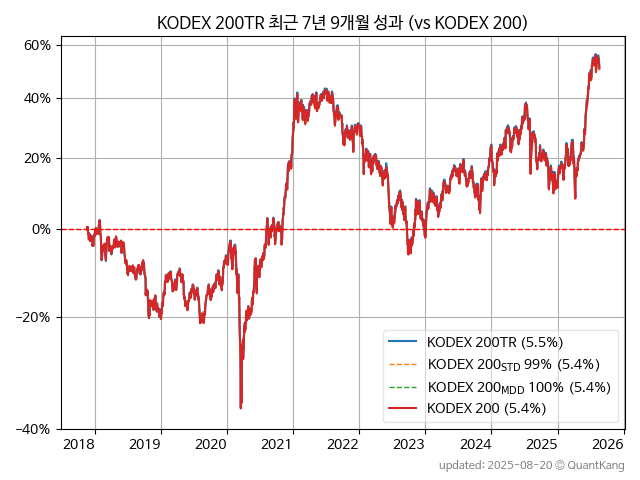 KODEX 200TR 최근 7년 9개월 성과 (vs KODEX 200)
60%
40%
20%
0%
−20%
−40%
KODEX 200TR (5.5%)
KODEX 200STD 99% (5.4%)
KODEX 200MDD 100% (5.4%)
KODEX 200 (5.4%)
2018 2019 2020 2021 2022 2023 2024 2025 2026
updated: 2025-08-20 © QuantKang